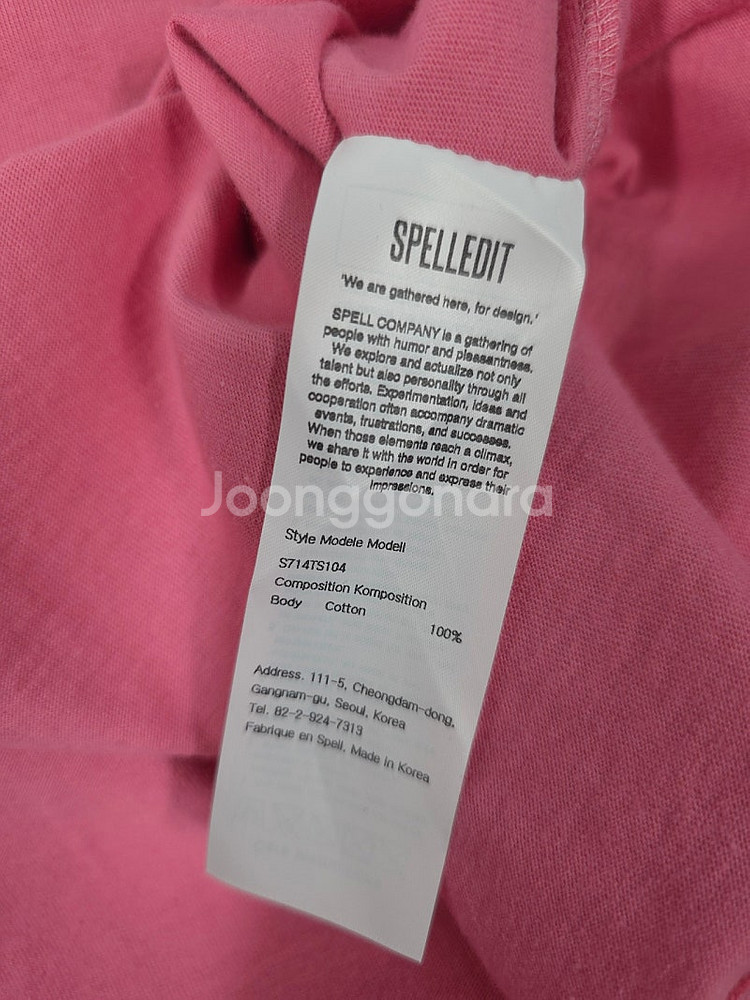 SPELLEDIT
'We are gathered here, for design.'
SPELL COMPANY is a gathering of
people with humor and pleasantness.
We explore and actualize not only
talent but also personality through all
the efforts. Experimentation, ideas and
cooperation often accompany dramatic
events, frustrations, and successes.
When those elements reach a climax,
we share it with the world in order for
people to experience and express their
impressions.
Joonggonara
Style Modele Modell
S714TS104
Composition Komposition
Body Cotton 100%
Address. 111-5, Cheongdam-dong,
Gangnam-gu, Seoul, Korea
Tel. 82-2-924-7313
Fabrique en Spell, Made in Korea